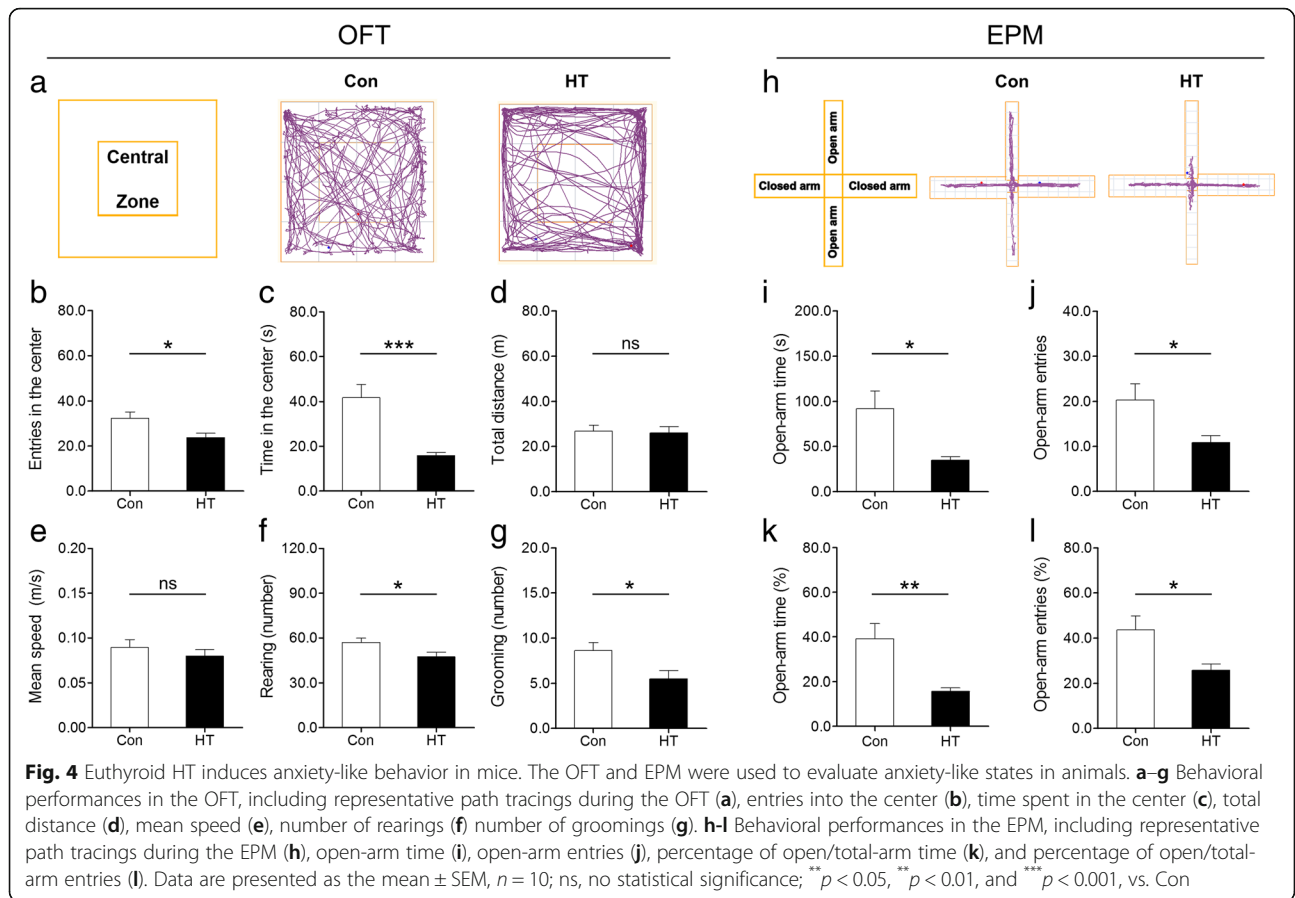 OFT
EPM
a
Con
HT
h
Con
HT
Central
Zone
Open arm
Closed arm
Closed arm
Open arm
b
Entries in the center
80.0
60.0
40.0
20.0
0.0
*
Con
HT
c
Time in the center (s)
80.0
60.0
40.0
20.0
0.0
***
Con
HT
d
Total distance (m)
80.0
60.0
40.0
20.0
0.0
ns
Con
HT
i
Open-arm time (s)
200.0
150.0
100.0
50.0
0.0
*
Con
HT
j
Open-arm entries
40.0
30.0
20.0
10.0
0.0
*
Con
HT
e
Mean speed (m/s)
0.20
0.15
0.10
0.05
0.00
ns
Con
HT
f
Rearing (number)
120.0
90.0
60.0
30.0
0.0
*
Con
HT
g
Grooming (number)
20.0
15.0
10.0
5.0
0.0
*
Con
HT
k
Open-arm time (%)
80.0
60.0
40.0
20.0
0.0
**
Con
HT
l
Open-arm entries (%)
80.0
60.0
40.0
20.0
0.0
*
Con
HT
Fig. 4 Euthyroid HT induces anxiety-like behavior in mice. The OFT and EPM were used to evaluate anxiety-like states in animals. a–g Behavioral
performances in the OFT, including representative path tracings during the OFT (a), entries into the center (b), time spent in the center (c), total
distance (d), mean speed (e), number of rearings (f) number of groomings (g). h-l Behavioral performances in the EPM, including representative
path tracings during the EPM (h), open-arm time (i), open-arm entries (j), percentage of open/total-arm time (k), and percentage of open/total-
arm entries (l). Data are presented as the mean ± SEM, n = 10; ns, no statistical significance; **p < 0.05, **p < 0.01, and ***p < 0.001, vs. Con